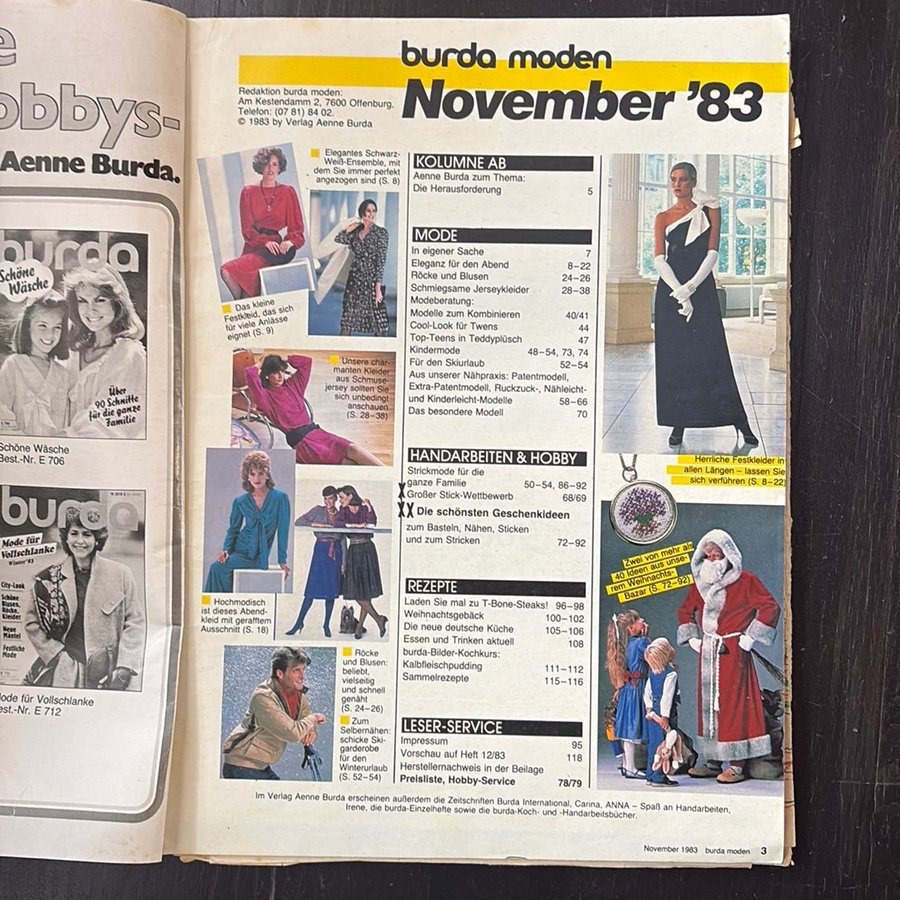 e
obbys-
Aenne Burda.
burda
Schöne
Wäsche
Über
90 Schnitte
für die ganze
Familie
Schöne Wäsche
Best.-Nr. E 706
burda
Mode für
Vollschlanke
Winter '83
City-Look
Schöne
Blusen,
Röcke,
Kleider
Neue
Mäntel
Festliche
Mode
ode für Vollschlanke
est.-Nr. E 712
burda moden
November '83
Redaktion burda moden:
Am Kestendamm 2, 7600 Offenburg,
Telefon: (07 81) 84 02.
© 1983 by Verlag Aenne Burda
Elegantes Schwarz-
Weiß-Ensemble, mit
dem Sie immer perfekt
angezogen sind (S. 8)
Das kleine
Festkleid, das sich
für viele Anlässe
eignet (S. 9)
Unsere char-
manten Kleider
aus Schmuse-
jersey sollten Sie
sich unbedingt
anschauen
(S. 28–38)
Hochmodisch
ist dieses Abend-
kleid mit gerafftem
Ausschnitt (S. 18)
Röcke
und Blusen:
beliebt,
vielseitig
und schnell
genäht
(S. 24–26)
Zum
Selbernähen:
schicke Ski-
garderobe
für den
Winterurlaub
(S. 52–54)
KOLUMNE AB
Aenne Burda zum Thema:
Die Herausforderung 5
MODE
In eigener Sache 7
Eleganz für den Abend 8–22
Röcke und Blusen 24–26
Schmiegsame Jerseykleider 28–38
Modeberatung:
Modelle zum Kombinieren 40/41
Cool-Look für Twens 44
Top-Teens in Teddyplüsch 47
Kindermode 48–54, 73, 74
Für den Skiurlaub 52–54
Aus unserer Nähpraxis: Patentmodell,
Extra-Patentmodell, Ruckzuck-, Nähleicht-
und Kinderleicht-Modelle 58–66
Das besondere Modell 70
HANDARBEITEN & HOBBY
Strickmode für die
ganze Familie 50–54, 86–92
X Großer Stick-Wettbewerb 68/69
XX Die schönsten Geschenkideen
zum Basteln, Nähen, Sticken
und zum Stricken 72–92
REZEPTE
Laden Sie mal zu T-Bone-Steaks! 96–98
Weihnachtsgebäck 100–102
Die neue deutsche Küche 105–106
Essen und Trinken aktuell 108
burda-Bilder-Kochkurs:
Kalbfleischpudding 111–112
Sammelrezepte 115–116
LESER-SERVICE
Impressum 95
Vorschau auf Heft 12/83 118
Herstellernachweis in der Beilage
Preisliste, Hobby-Service 78/79
Herrliche Festkleider in
allen Längen – lassen Sie
sich verführen (S. 8–22)
Zwei von mehr als
40 Ideen aus unse-
rem Weihnachts-
Bazar (S. 72–92)
Im Verlag Aenne Burda erscheinen außerdem die Zeitschriften Burda International, Carina, ANNA – Spaß an Handarbeiten,
Irene, die burda-Einzelhefte sowie die burda-Koch- und -Handarbeitsbücher.
November 1983 burda moden 3